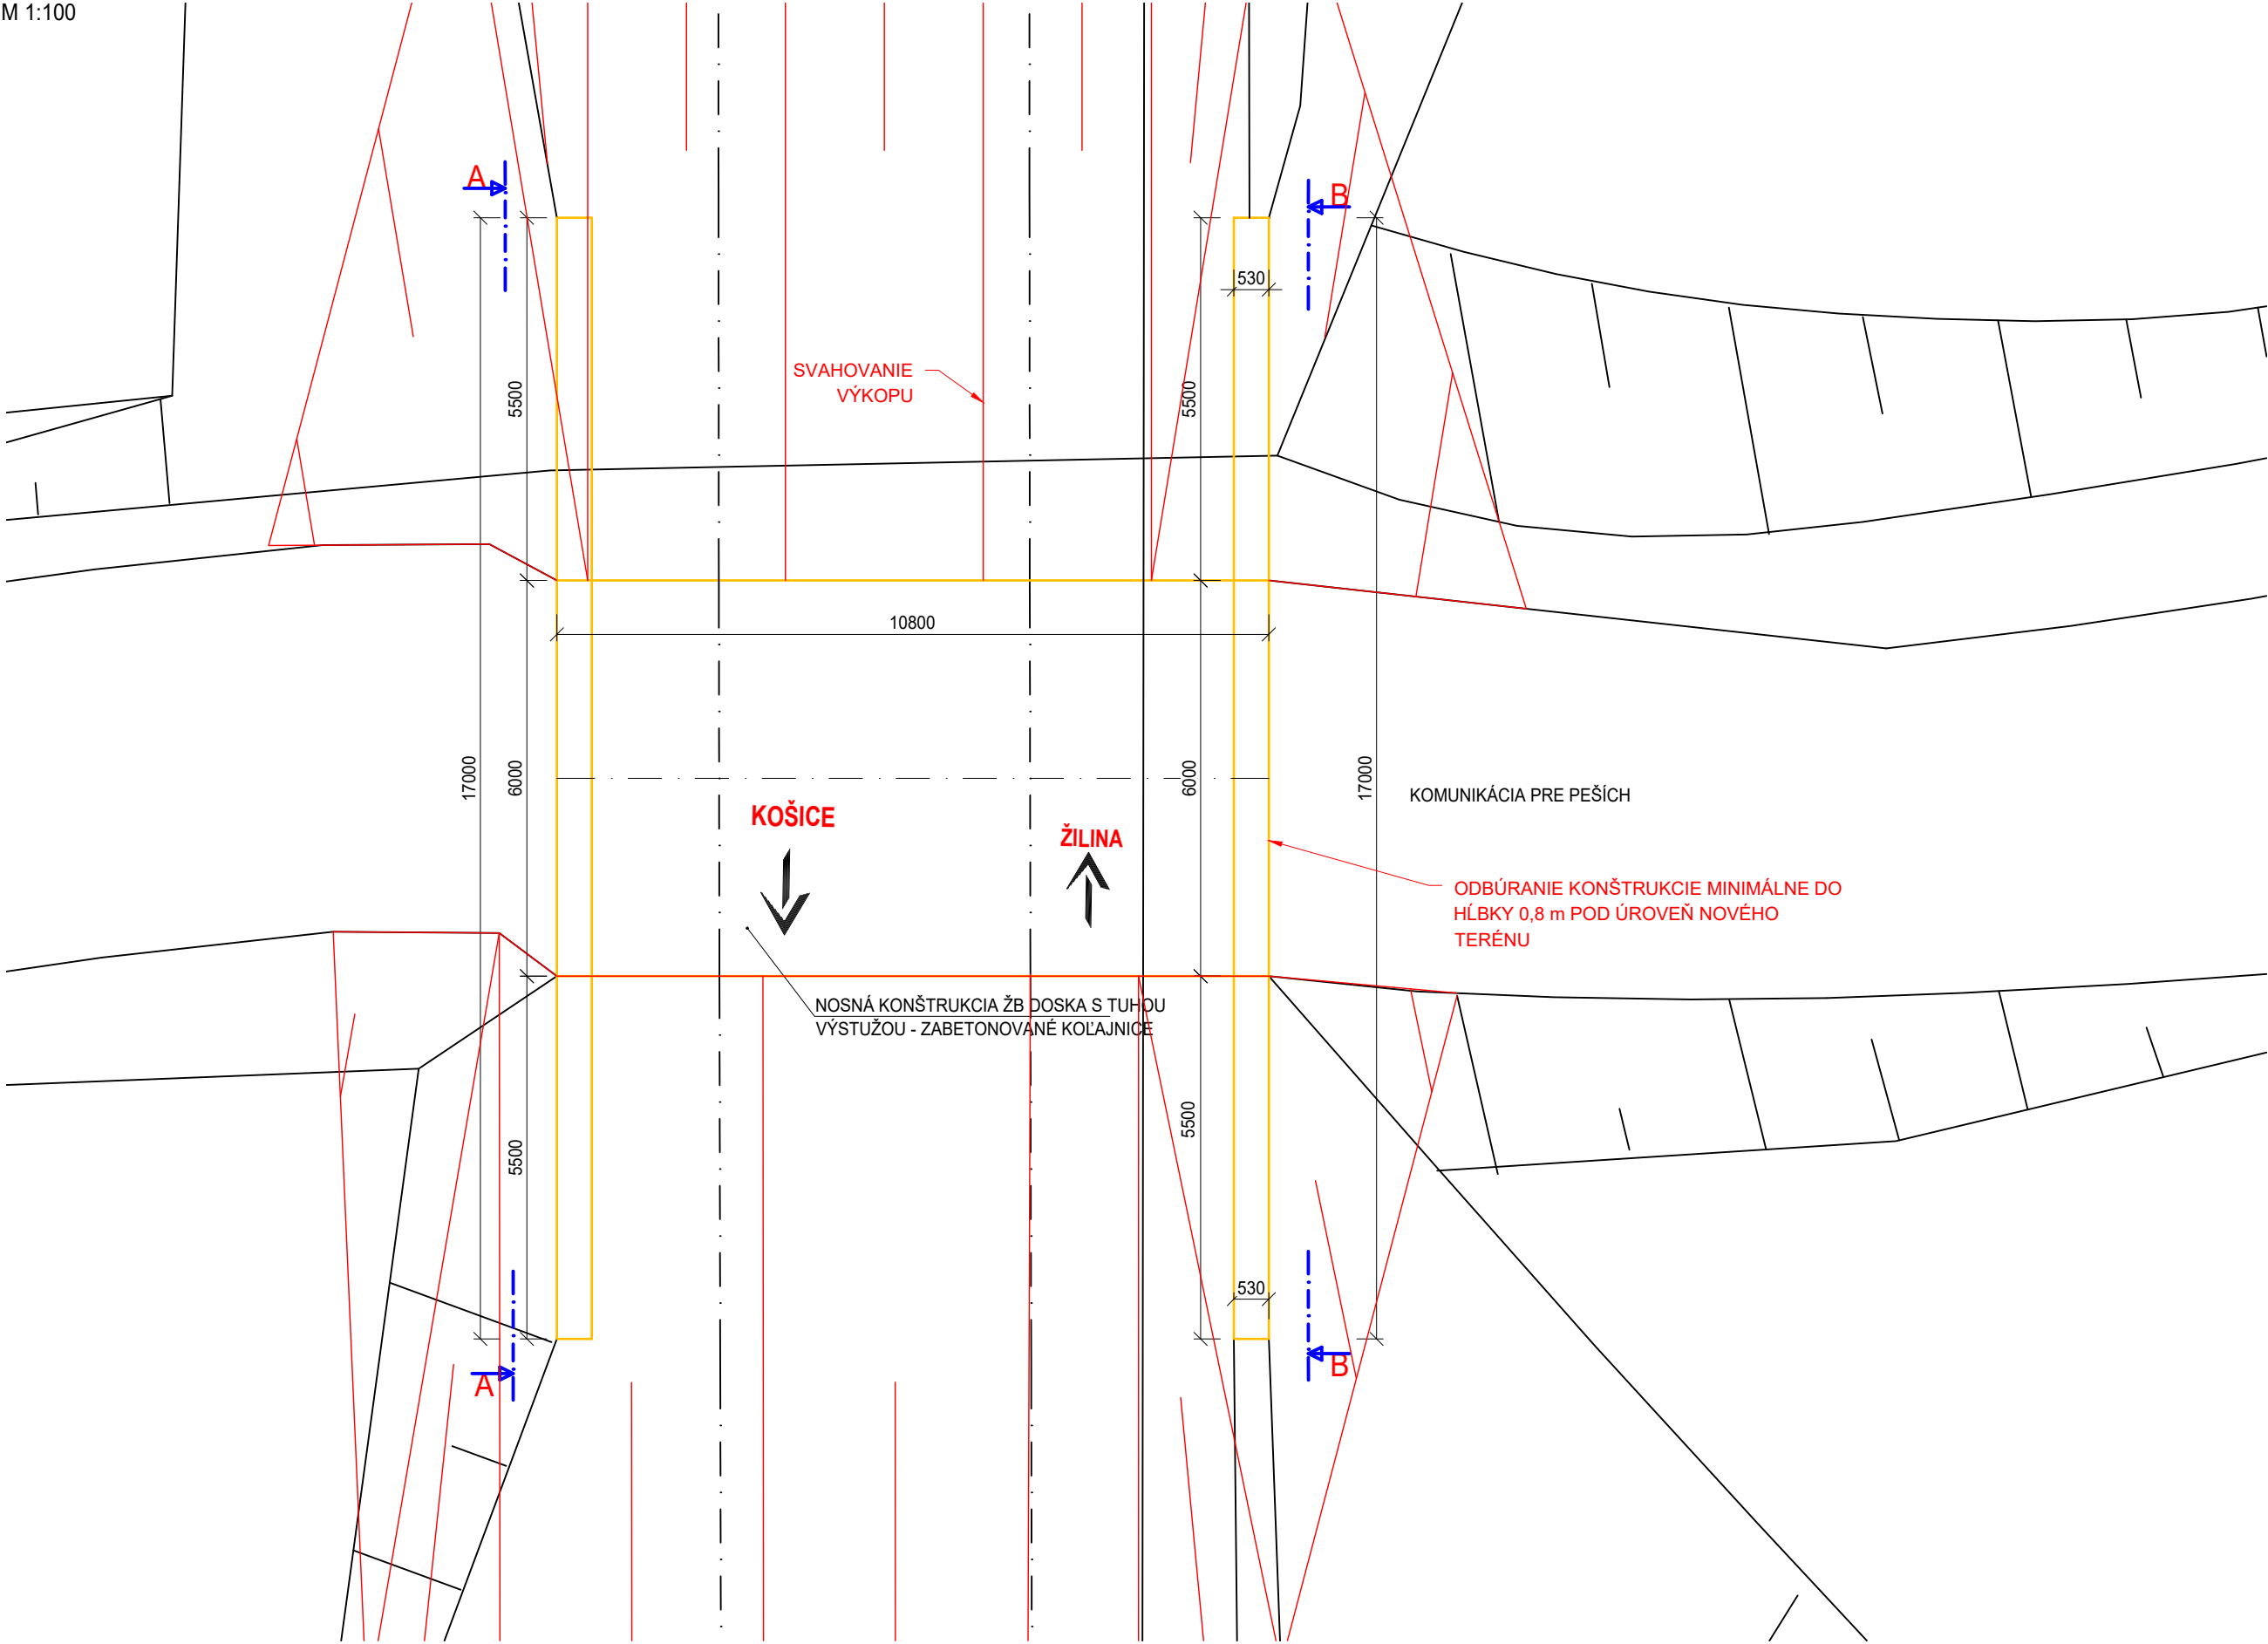 M 1:100
A
B
530
SVAHOVANIE
VÝKOPU
5500
5500
10800
17000
6000
6000
17000
KOMUNIKÁCIA PRE PEŠÍCH
KOŠICE
ŽILINA
ODBÚRANIE KONŠTRUKCIE MINIMÁLNE DO
HĹBKY 0,8 m POD ÚROVEŇ NOVÉHO
TERÉNU
NOSNÁ KONŠTRUKCIA ŽB DOSKA S TUHOU
VÝSTUŽOU - ZABETONOVANÉ KOĽAJNICE
5500
5500
530
A
B